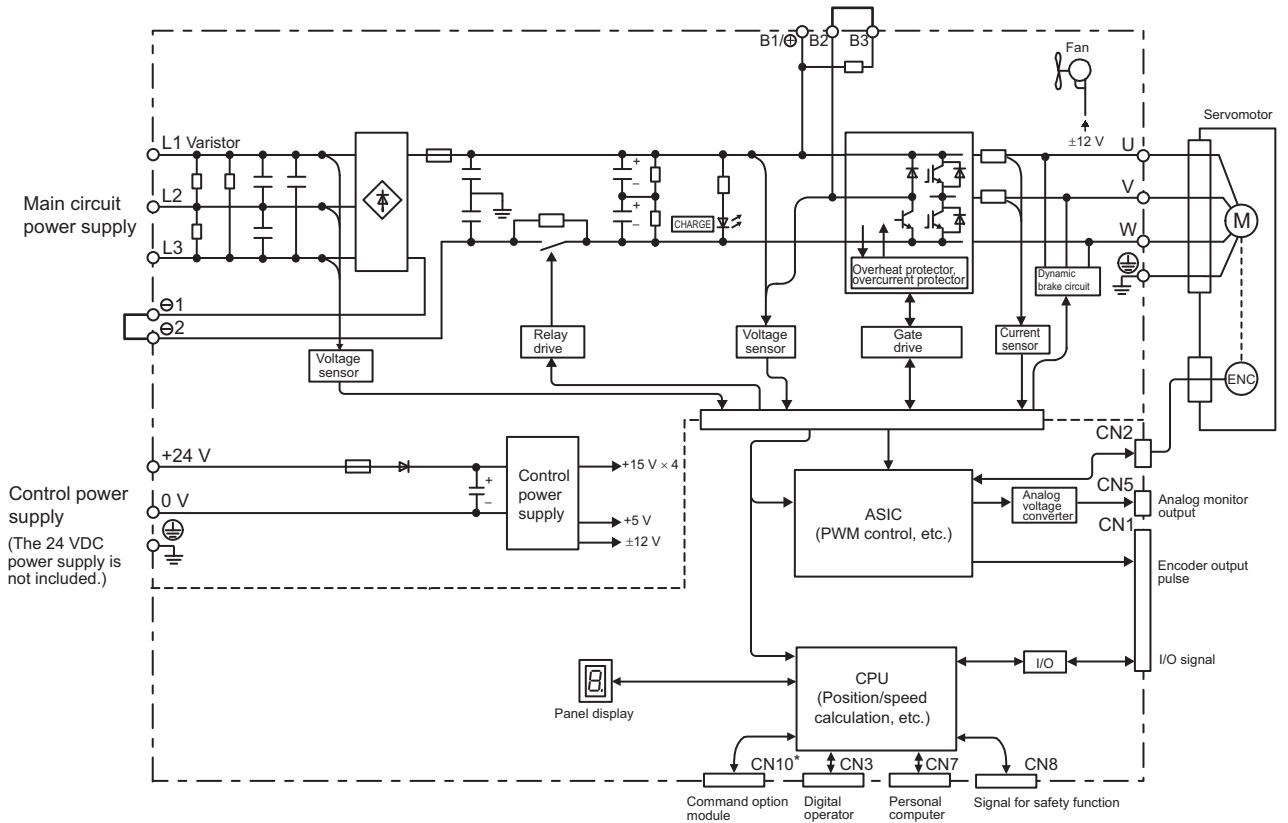 B1/⊕ B2 B3
Fan
±12 V
Servomotor
L1 Varistor
L2
L3
Main circuit
power supply
+
–
+
–
CHARGE
U
V
W
M
Overheat protector,
overcurrent protector
Dynamic
brake circuit
⊖1
⊖2
Voltage
sensor
Relay
drive
Voltage
sensor
Gate
drive
Current
sensor
ENC
+24 V
0 V
Control power
supply
(The 24 VDC
power supply is
not included.)
+
–
Control
power
supply
+15 V × 4
+5 V
±12 V
ASIC
(PWM control, etc.)
Analog
voltage
converter
CN2
CN5
Analog monitor
output
CN1
Encoder output
pulse
I/O
I/O signal
8.
Panel display
CPU
(Position/speed
calculation, etc.)
CN10*
CN3
CN7
CN8
Command option
module
Digital
operator
Personal
computer
Signal for safety function